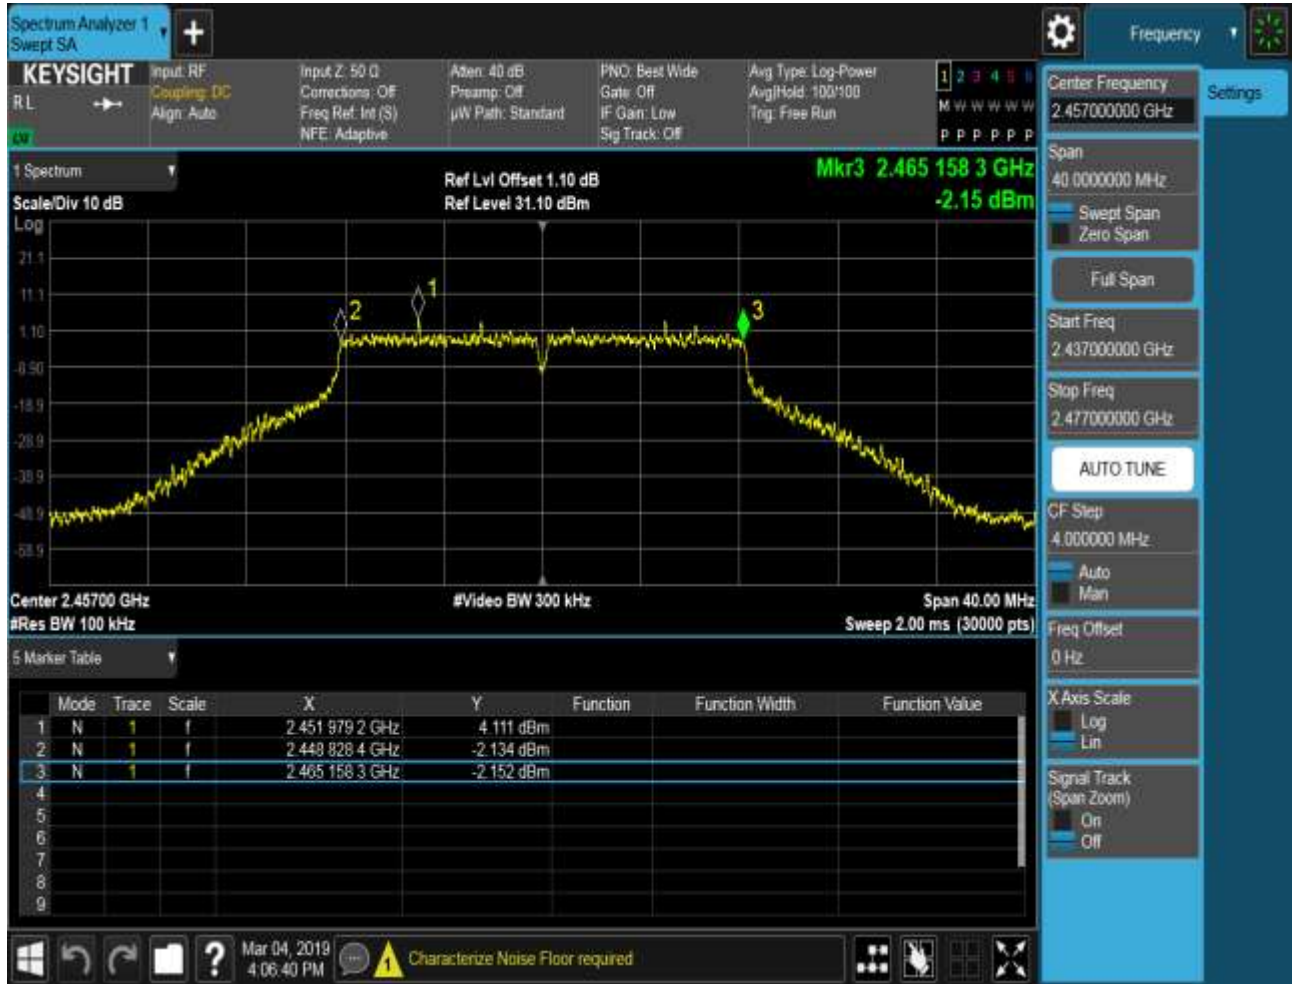 Spectrum Analyzer 1
Swept SA
+
Frequency
KEYSIGHT
RL
Input: RF
Coupling: DC
Align: Auto
Input Z: 50 Ω
Corrections: Off
Freq Ref: Int (S)
NFE: Adaptive
Atten: 40 dB
Preamp: Off
µW Path: Standard
PNO: Best Wide
Gate: Off
IF Gain: Low
Sig Track: Off
Avg Type: Log-Power
Avg|Hold: 100/100
Trig: Free Run
1 2 3 4 5 6
M W W W W W
P P P P P P
1 Spectrum
Scale/Div 10 dB
Ref Lvl Offset 1.10 dB
Ref Level 31.10 dBm
Mkr3 2.465 158 3 GHz
-2.15 dBm
Log
21.1
11.1
1.10
-8.90
-18.9
-28.9
-38.9
-48.9
-58.9
1
2
3
Center 2.45700 GHz
#Res BW 100 kHz
#Video BW 300 kHz
Span 40.00 MHz
Sweep 2.00 ms (30000 pts)
5 Marker Table
Mode Trace Scale X Y Function Function Width Function Value
1 N 1 f 2.451 979 2 GHz 4.111 dBm
2 N 1 f 2.448 828 4 GHz -2.134 dBm
3 N 1 f 2.465 158 3 GHz -2.152 dBm
4
5
6
7
8
9
Mar 04, 2019
4:06:40 PM
?
1
Characterize Noise Floor required
Center Frequency
2.457000000 GHz
Settings
Span
40.0000000 MHz
Swept Span
Zero Span
Full Span
Start Freq
2.437000000 GHz
Stop Freq
2.477000000 GHz
AUTO TUNE
CF Step
4.000000 MHz
Auto
Man
Freq Offset
0 Hz
X Axis Scale
Log
Lin
Signal Track
(Span Zoom)
On
Off